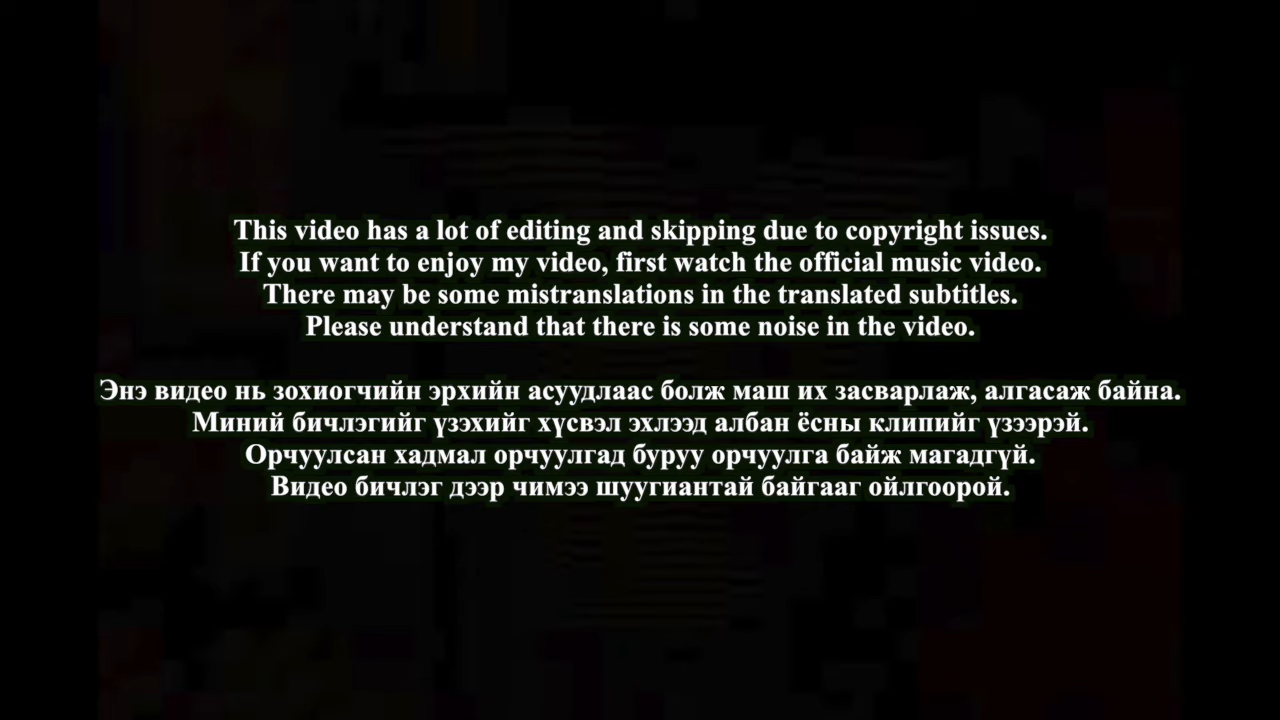 This video has a lot of editing and skipping due to copyright issues.
If you want to enjoy my video, first watch the official music video.
There may be some mistranslations in the translated subtitles.
Please understand that there is some noise in the video.
Энэ видео нь зохиогчийн эрхийн асуудлаас болж маш их засварлаж, алгасаж байна.
Миний бичлэгийг үзэхийг хүсвэл эхлээд албан ёсны клипийг үзээрэй.
Орчуулсан хадмал орчуулгад буруу орчуулга байж магадгүй.
Видео бичлэг дээр чимээ шуугиантай байгааг ойлгоорой.